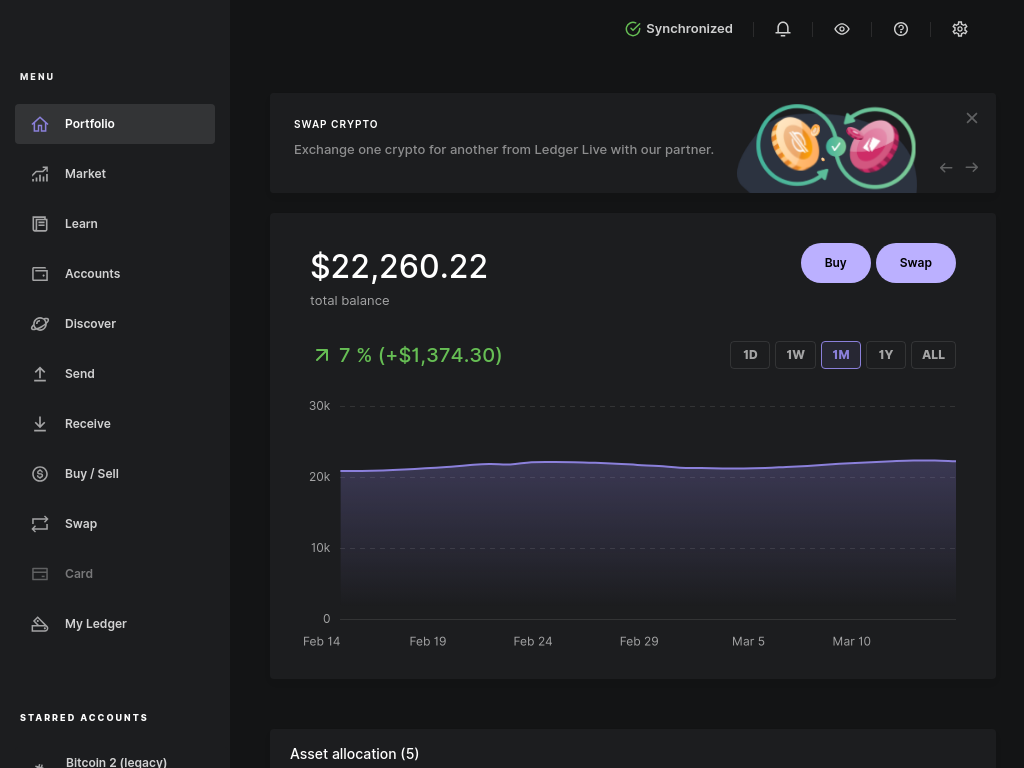 Synchronized
MENU
Portfolio
Market
Learn
Accounts
Discover
Send
Receive
Buy / Sell
Swap
Card
My Ledger
STARRED ACCOUNTS
Bitcoin 2 (legacy)
SWAP CRYPTO
Exchange one crypto for another from Ledger Live with our partner.
$22,260.22
total balance
Buy
Swap
7 % (+$1,374.30)
1D
1W
1M
1Y
ALL
30k
20k
10k
0
Feb 14
Feb 19
Feb 24
Feb 29
Mar 5
Mar 10
Asset allocation (5)